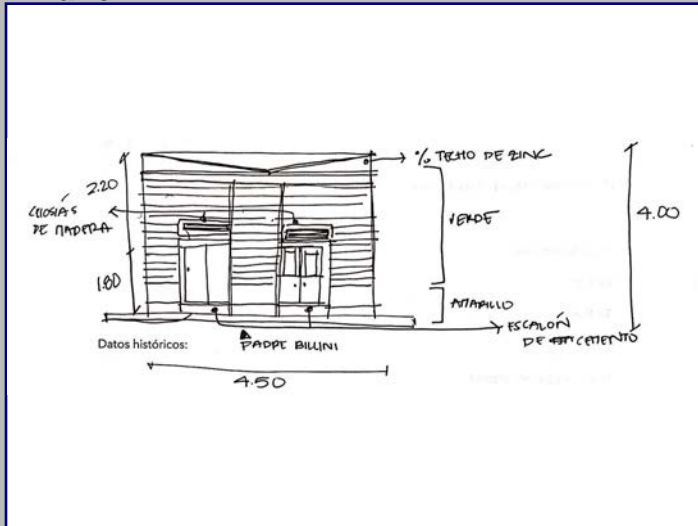 % TECHO DE ZINC
2.20
CELOSÍAS
DE MADERA
VERDE
4.00
1.80
AMARILLO
ESCALÓN
DE CEMENTO
Datos históricos:
PADRE BILLINI
4.50